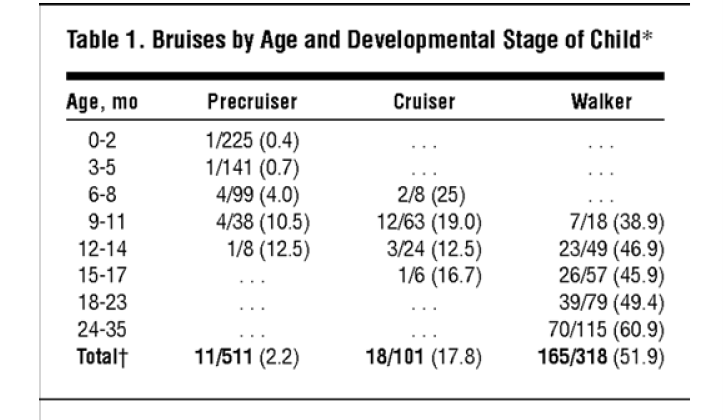 Table 1. Bruises by Age and Developmental Stage of Child*
Age, mo Precruiser Cruiser Walker
0-2 1/225 (0.4) . . . . . .
3-5 1/141 (0.7) . . . . . .
6-8 4/99 (4.0) 2/8 (25) . . .
9-11 4/38 (10.5) 12/63 (19.0) 7/18 (38.9)
12-14 1/8 (12.5) 3/24 (12.5) 23/49 (46.9)
15-17 . . . 1/6 (16.7) 26/57 (45.9)
18-23 . . . . . . 39/79 (49.4)
24-35 . . . . . . 70/115 (60.9)
Total† 11/511 (2.2) 18/101 (17.8) 165/318 (51.9)